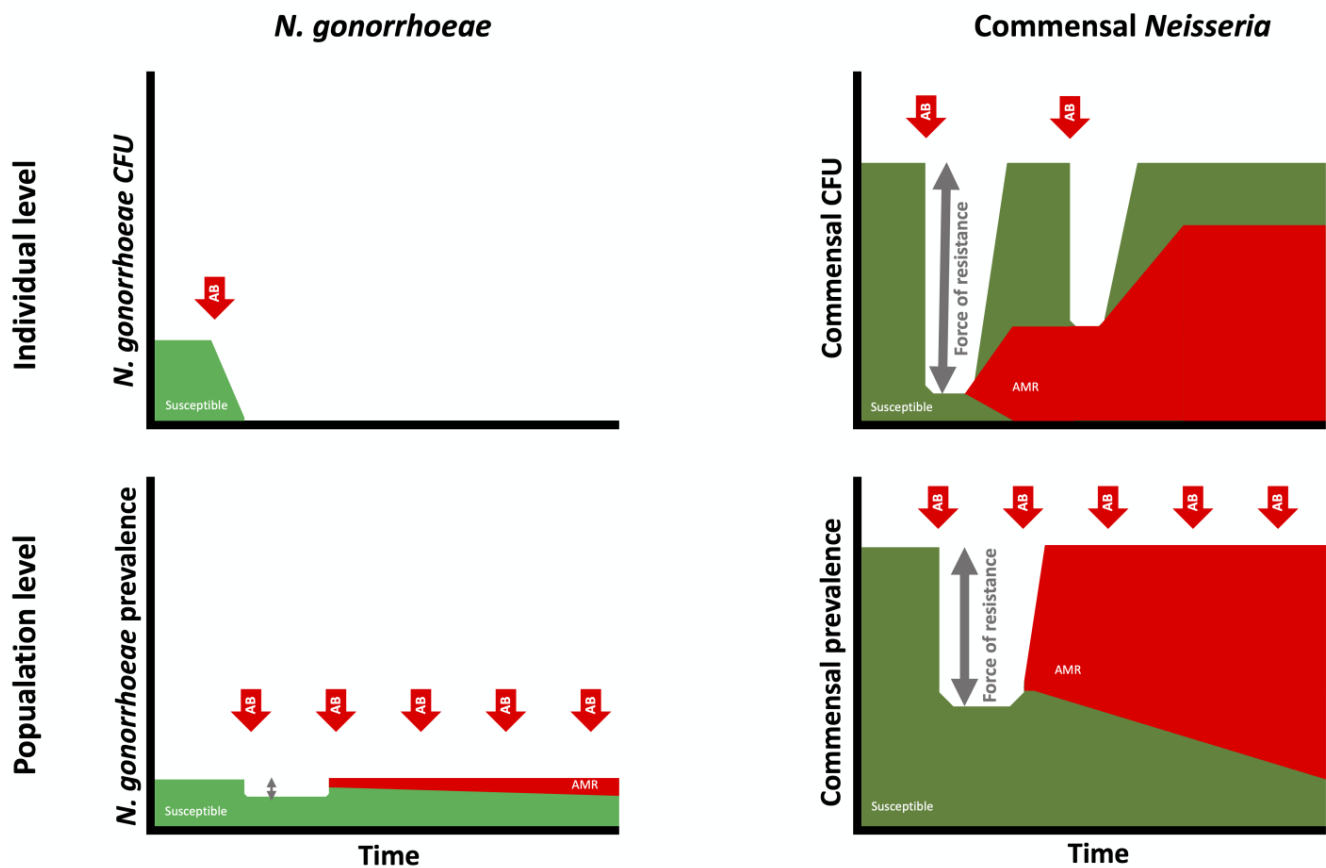 N. gonorrhoeae
Commensal Neisseria
Individual level
N. gonorrhoeae CFU
AB
Susceptible
Commensal CFU
AB
AB
Force of resistance
AMR
Susceptible
Popualation level
N. gonorrhoeae prevalence
AB
AB
AB
AB
AB
AMR
Susceptible
Time
Commensal prevalence
AB
AB
AB
AB
AB
Force of resistance
AMR
Susceptible
Time